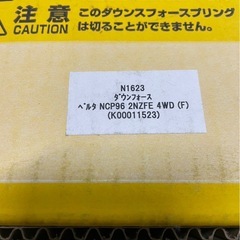 注意
CAUTION
このダウンスフォースプリング
は切ることができません。
N1623
ﾀﾞｳﾝﾌｫｰｽ
ﾍﾞﾙﾀ NCP96 2NZFE 4WD (F)
(K00011523)